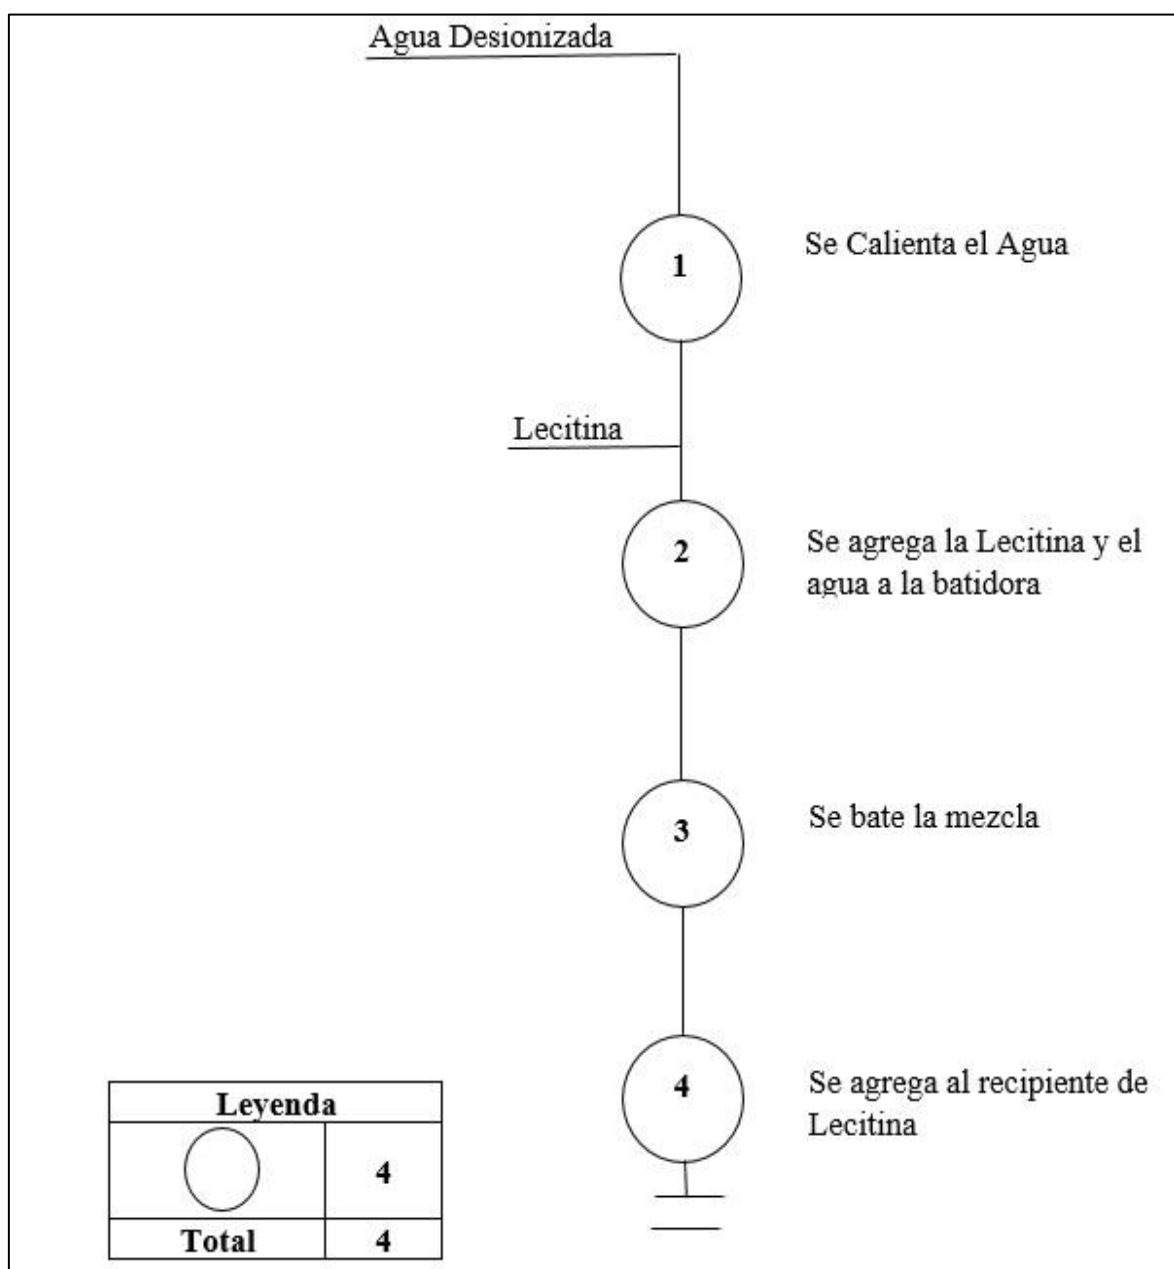 Agua Desionizada
1
Se Calienta el Agua
Lecitina
2
Se agrega la Lecitina y el
agua a la batidora
3
Se bate la mezcla
4
Se agrega al recipiente de
Lecitina
Leyenda
4
Total 4